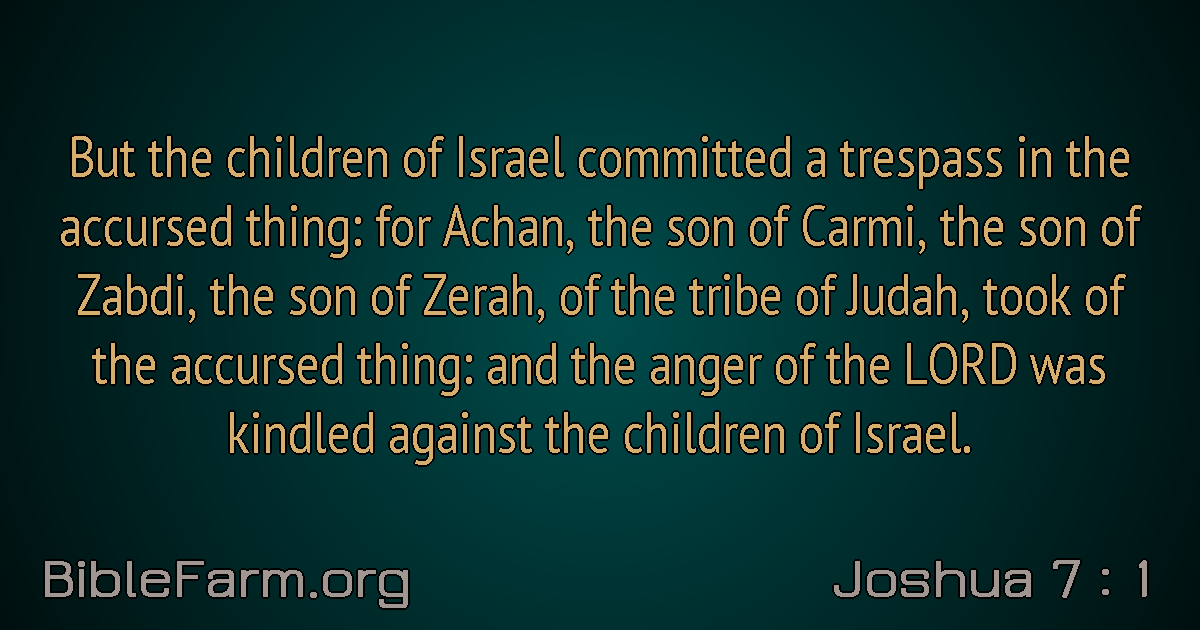 But the children of Israel committed a trespass in the
accursed thing: for Achan, the son of Carmi, the son of
Zabdi, the son of Zerah, of the tribe of Judah, took of
the accursed thing: and the anger of the LORD was
kindled against the children of Israel.
BibleFarm.org
Joshua 7 : 1